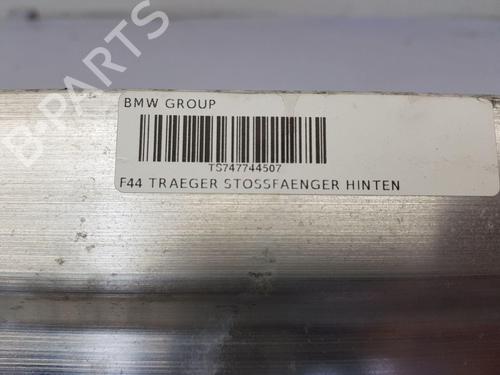 BMW GROUP
TS747744507
F44 TRAEGER STOSSFAENGER HINTEN
B-PARTS